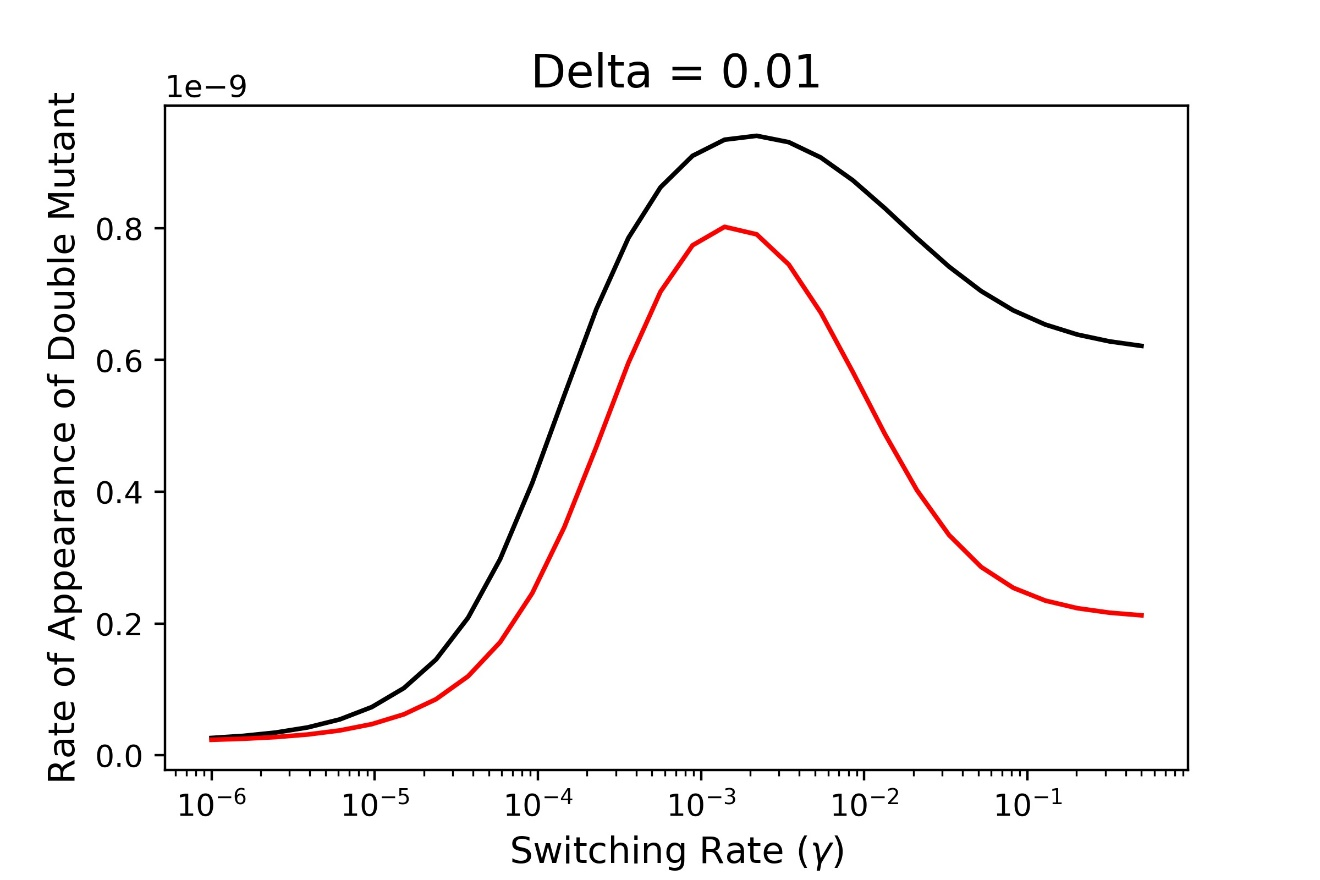 Delta = 0.01
1e−9
Rate of Appearance of Double Mutant
0.8
0.6
0.4
0.2
0.0
10⁻⁶ 10⁻⁵ 10⁻⁴ 10⁻³ 10⁻² 10⁻¹
Switching Rate (γ)